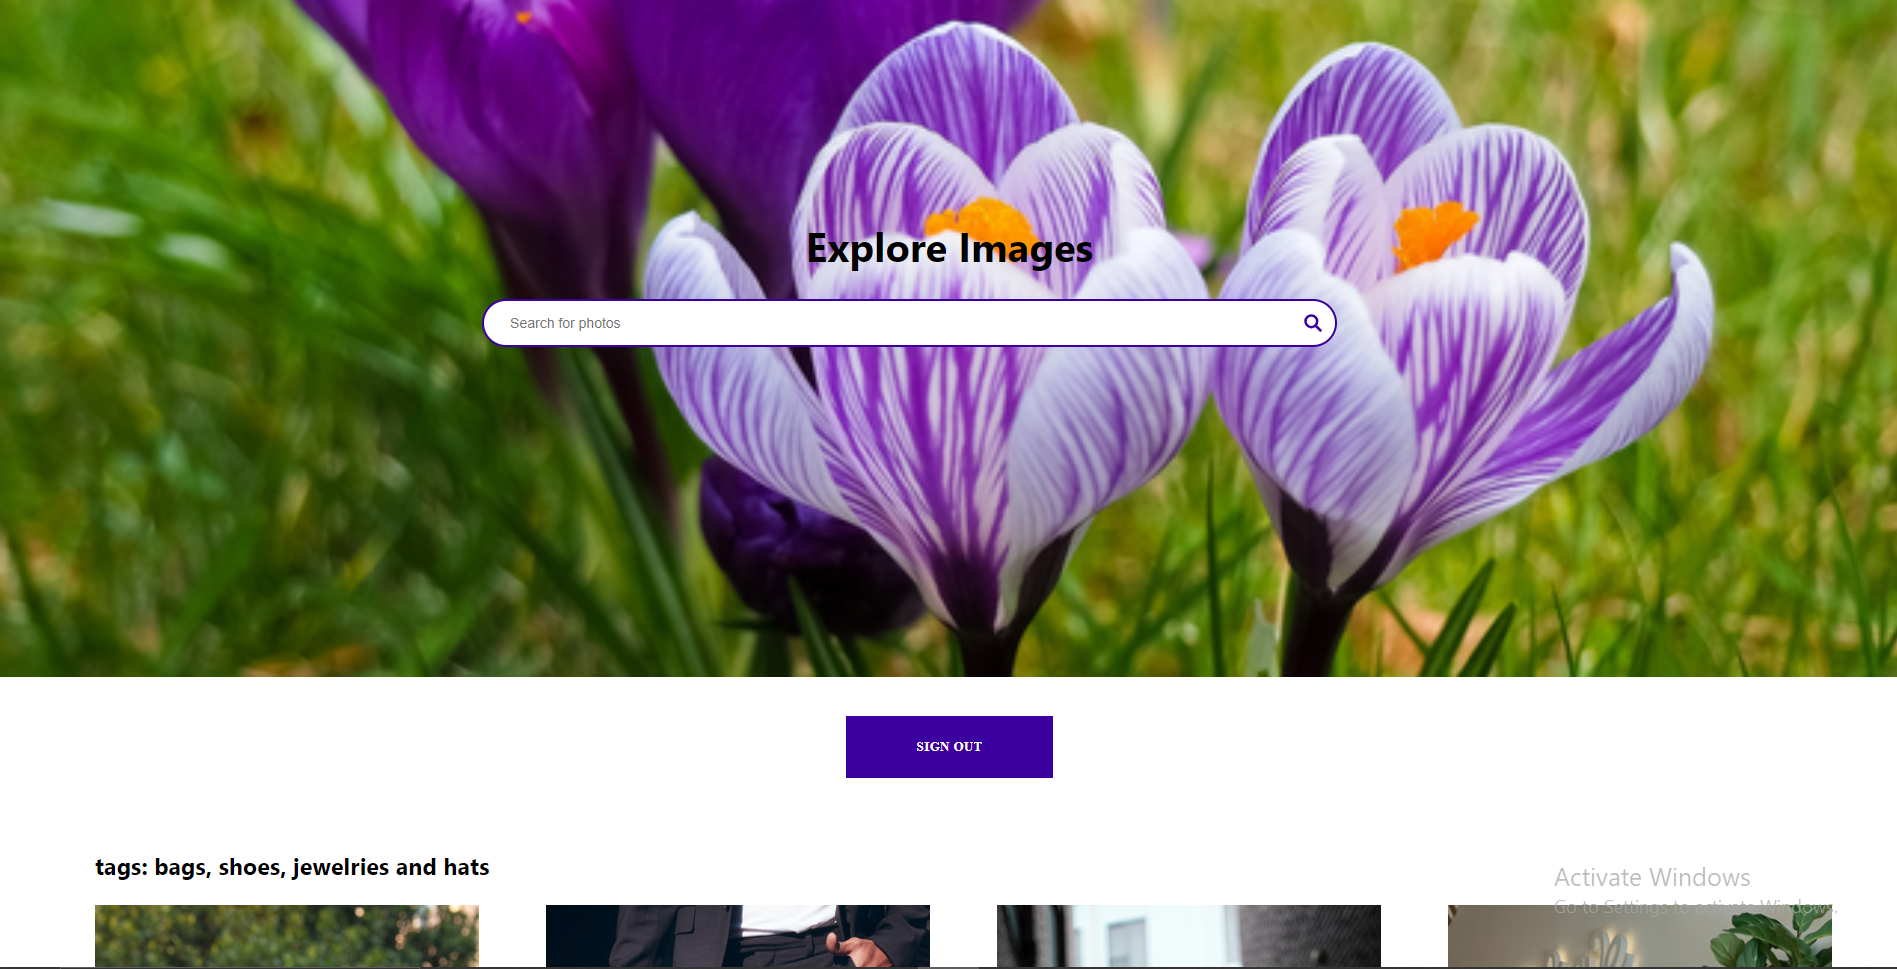 Explore Images
Search for photos
SIGN OUT
tags: bags, shoes, jewelries and hats
Activate Windows
Go to Settings to activate Windows.